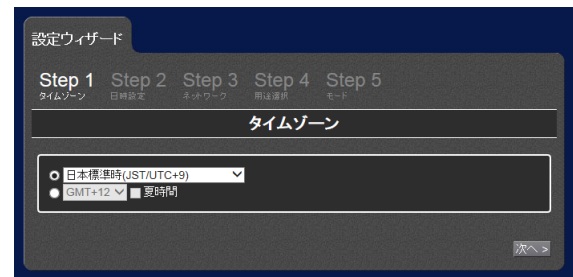 設定ウィザード
Step 1 Step 2 Step 3 Step 4 Step 5
タイムゾーン 日時設定 ネットワーク 用途選択 モード
タイムゾーン
日本標準時(JST/UTC+9)
GMT+12 夏時間
次へ >